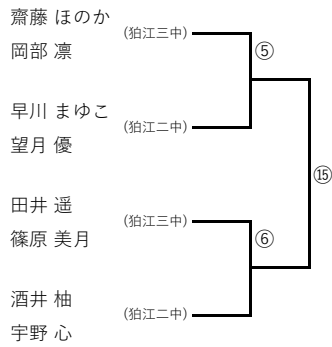 齋藤 ほのか
(狛江三中)
岡部 凛
⑤
早川 まゆこ
(狛江二中)
望月 優
⑮
田井 遥
(狛江三中)
篠原 美月
⑥
酒井 柚
(狛江二中)
宇野 心